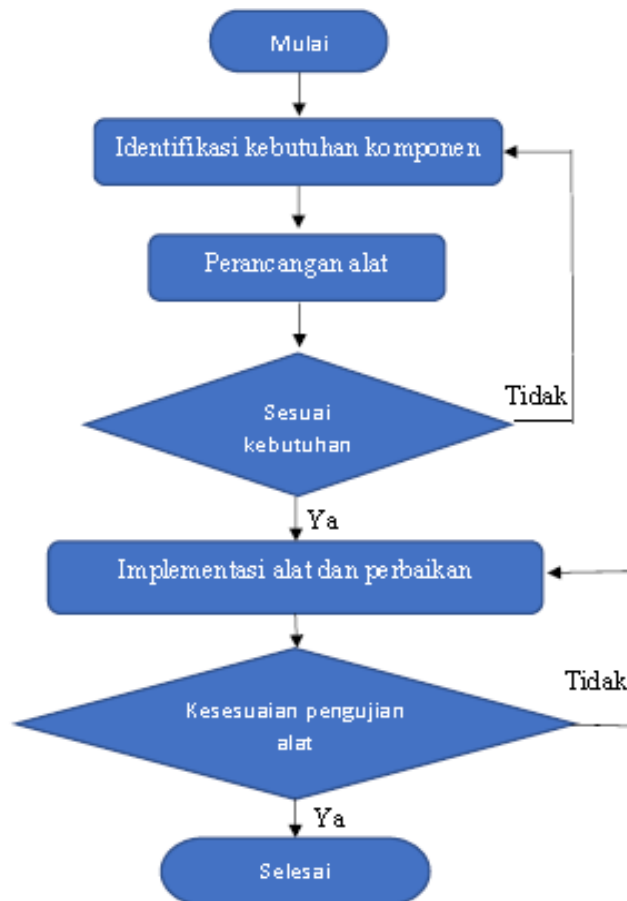 Mulai
Identifikasi kebutuhan komponen
Perancangan alat
Tidak
Sesuai
kebutuhan
Ya
Implementasi alat dan perbaikan
Tidak
Kesesuaian pengujian
alat
Ya
Selesai